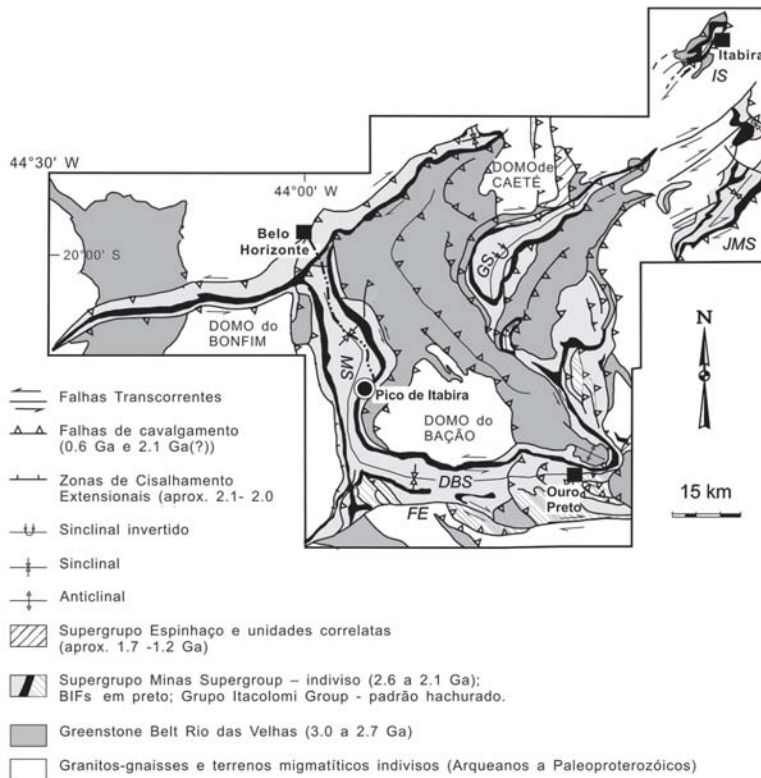 Itabira
IS
44°30' W
DOMOde
CAETÉ
44°00' W
Belo
Horizonte
20°00' S
GS
JMS
DOMO do
BONFIM
N
MS
Pico de Itabira
DOMO do
BAÇÃO
DBS
Ouro
Preto
FE
15 km
Falhas Transcorrentes
Falhas de cavalgamento
(0.6 Ga e 2.1 Ga(?))
Zonas de Cisalhamento
Extensionais (aprox. 2.1- 2.0
Sinclinal invertido
Sinclinal
Anticlinal
Supergrupo Espinhaço e unidades correlatas
(aprox. 1.7 -1.2 Ga)
Supergrupo Minas Supergroup – indiviso (2.6 a 2.1 Ga);
BIFs em preto; Grupo Itacolomi Group - padrão hachurado.
Greenstone Belt Rio das Velhas (3.0 a 2.7 Ga)
Granitos-gnaisses e terrenos migmatíticos indivisos (Arqueanos a Paleoproterozóicos)